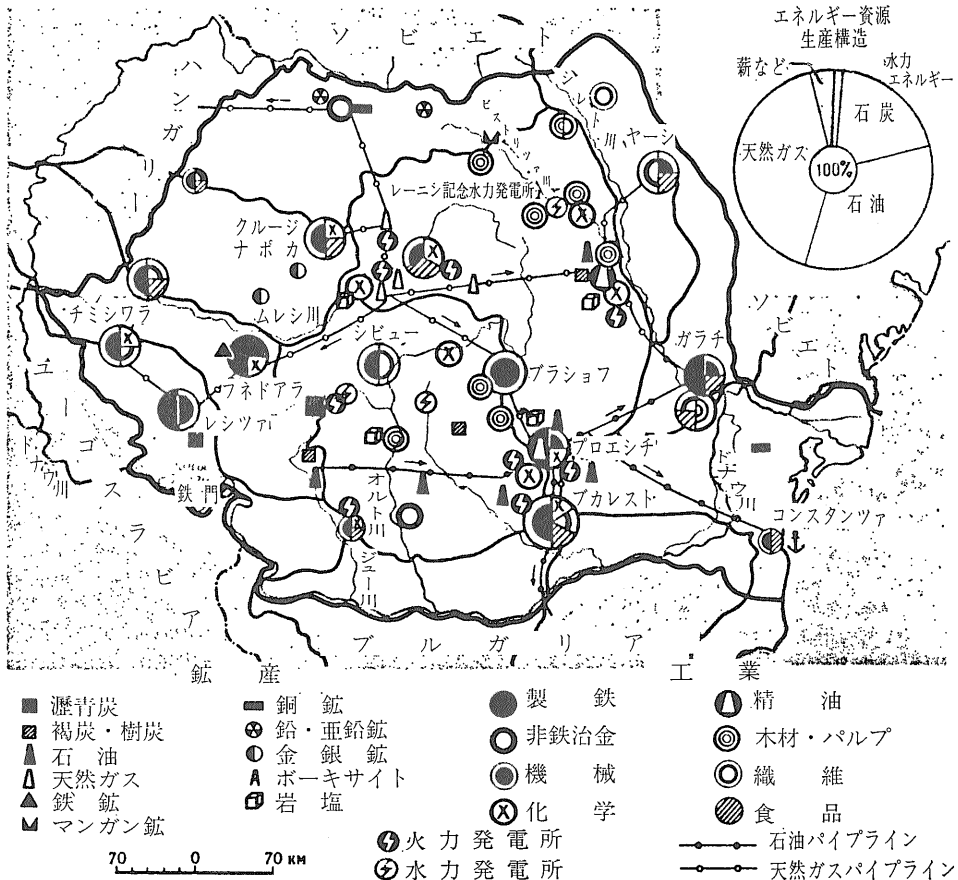 エネルギー資源
生産構造
薪など
水力
エネルギー
石炭
天然ガス
100%
石油
ソビエト
ハンガリー
シレト川
ビストリッツァ川
ヤーシ
レーニン記念水力発電所
クルージ
ナポカ
ムレシ川
チミシワラ
シビュー
フネドアラ
ブラショフ
ガラチ
ソビエト
レシツァ
プロエシチ
ユーゴスラビア
ドナウ川
鉄門
オルト川
ジュー川
ブカレスト
ドナウ川
コンスタンツァ
ブルガリア
鉱産
工業
瀝青炭
銅鉱
製鉄
精油
褐炭・樹炭
鉛・亜鉛鉱
非鉄治金
木材・パルプ
石油
金銀鉱
機械
織維
天然ガス
ボーキサイト
化学
食品
鉄鉱
岩塩
マンガン鉱
火力発電所
石油パイプライン
水力発電所
天然ガスパイプライン
70 0 70 KM